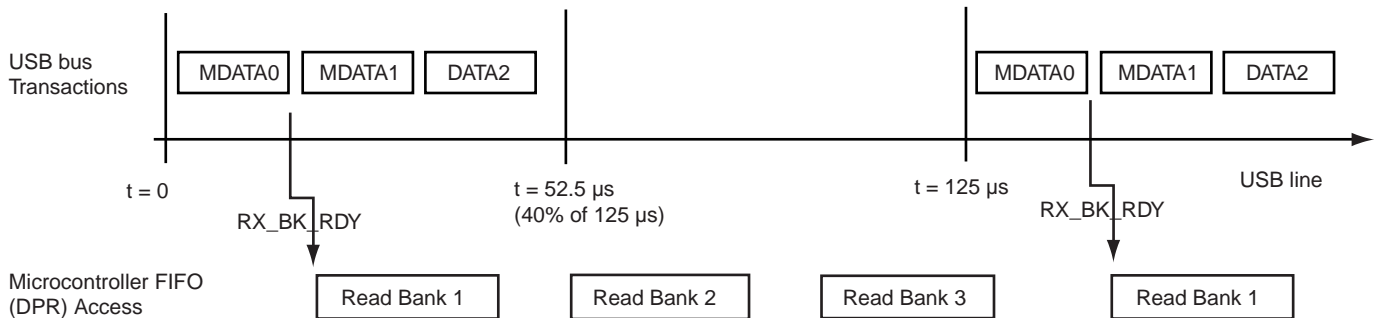 USB bus
Transactions
MDATA0 MDATA1 DATA2 MDATA0 MDATA1 DATA2
t = 0
t = 52.5 µs
(40% of 125 µs)
t = 125 µs
USB line
RX_BK_RDY RX_BK_RDY
Microcontroller FIFO
(DPR) Access
Read Bank 1 Read Bank 2 Read Bank 3 Read Bank 1